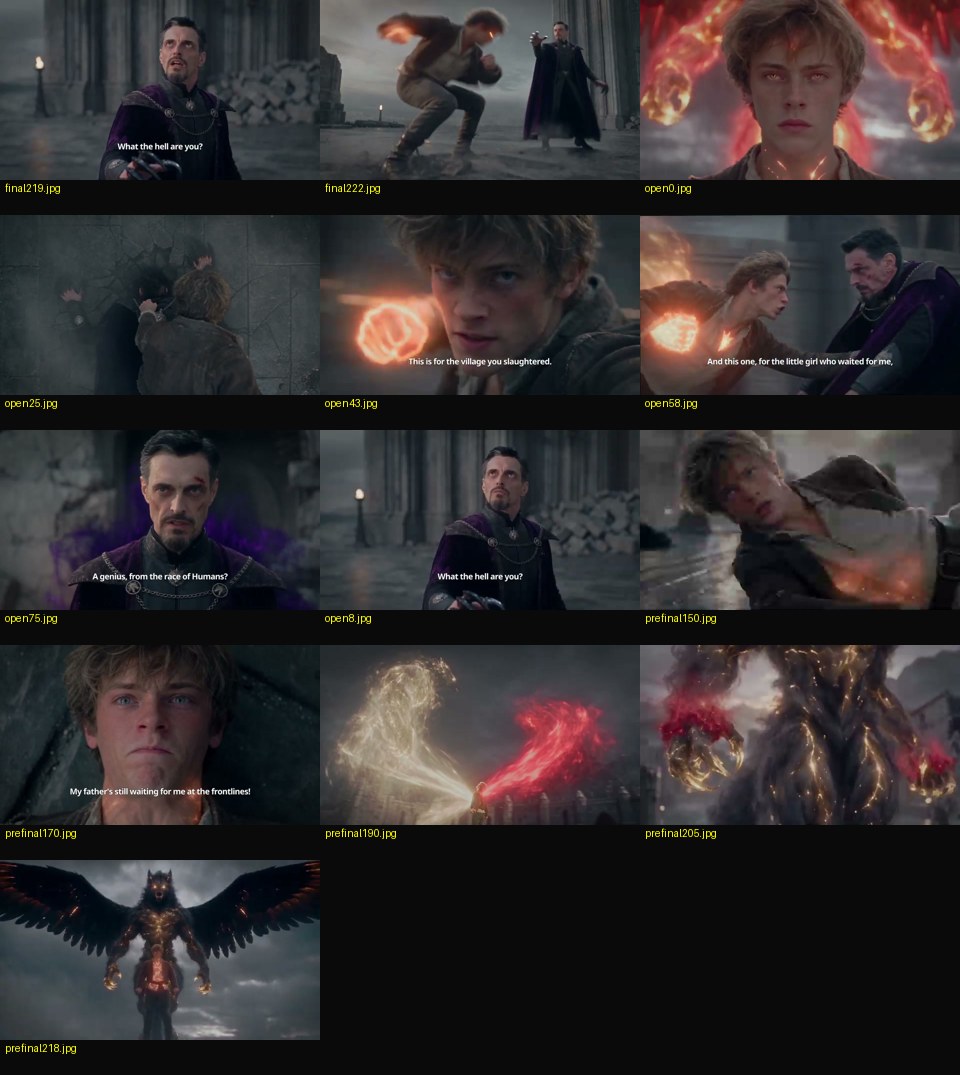 What the hell are you?
final219.jpg
final222.jpg
open0.jpg
open25.jpg
This is for the village you slaughtered.
open43.jpg
And this one, for the little girl who waited for me,
open58.jpg
A genius, from the race of Humans?
open75.jpg
What the hell are you?
open8.jpg
prefinal150.jpg
My father's still waiting for me at the frontlines!
prefinal170.jpg
prefinal190.jpg
prefinal205.jpg
prefinal218.jpg